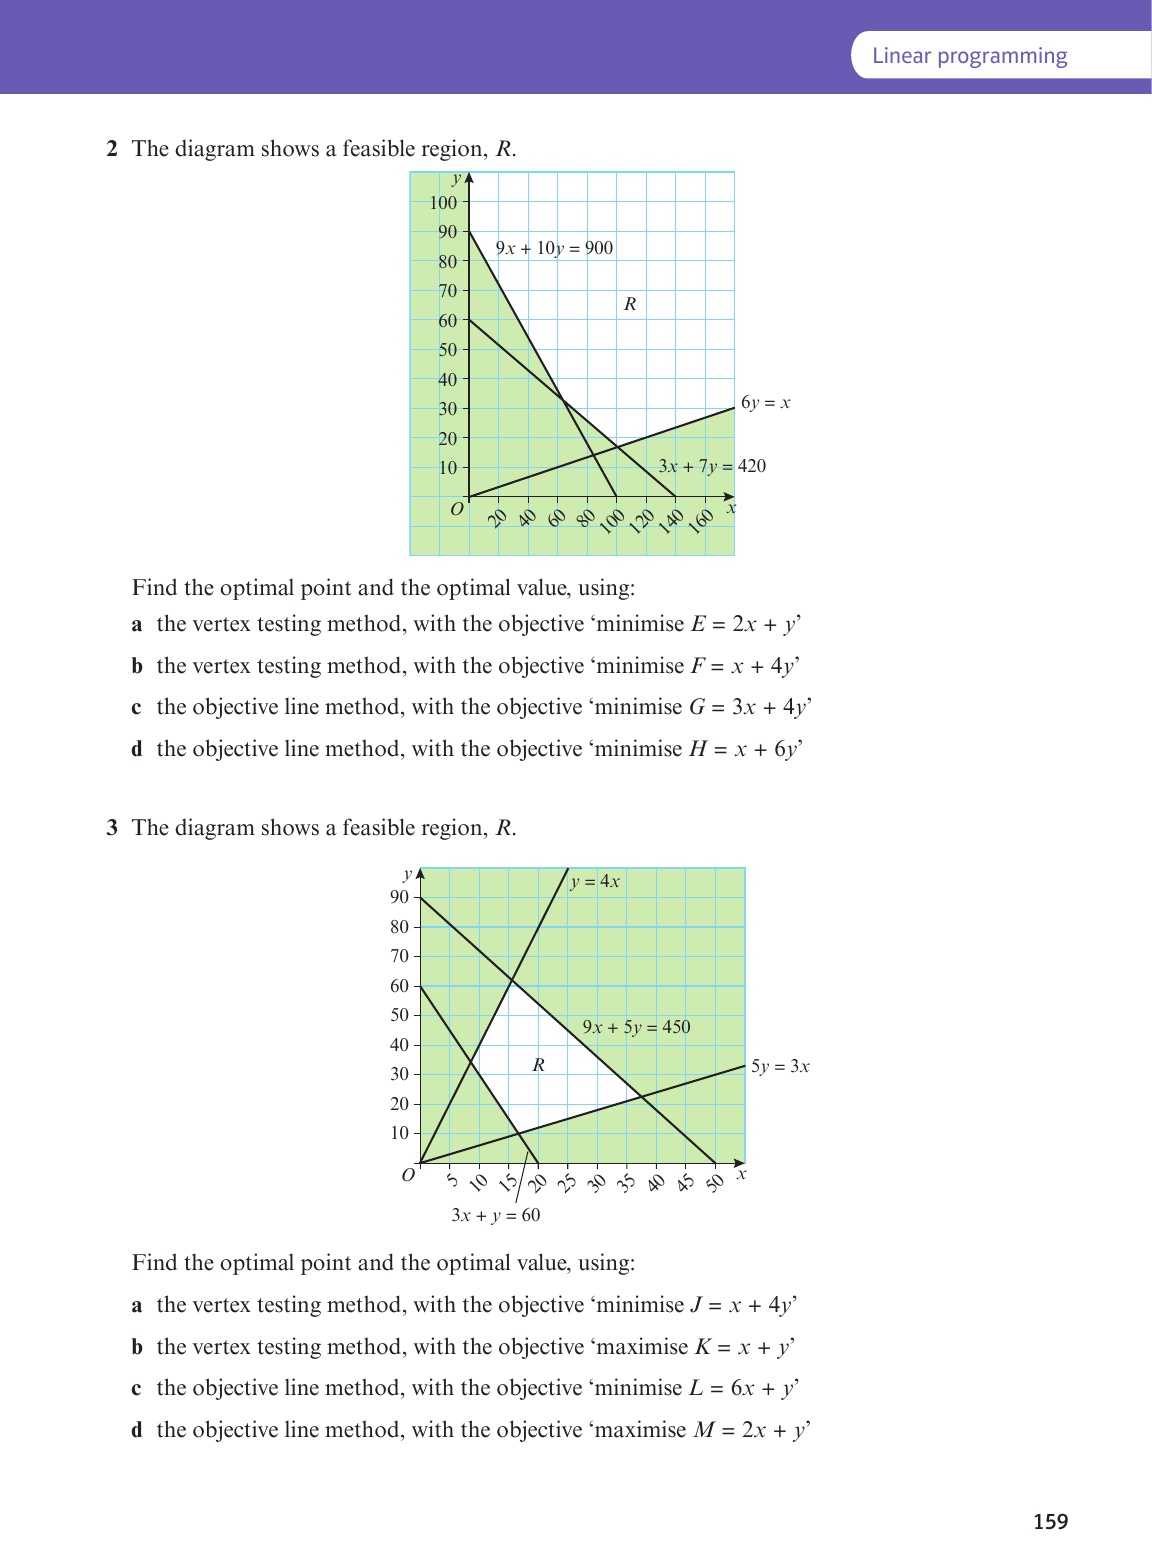 Linear programming
2 The diagram shows a feasible region, R.
y
100
90
9x + 10y = 900
80
70
R
60
50
40
6y = x
30
20
3x + 7y = 420
10
O
20 40 60 80 100 120 140 160 x
Find the optimal point and the optimal value, using:
a the vertex testing method, with the objective ‘minimise E = 2x + y’
b the vertex testing method, with the objective ‘minimise F = x + 4y’
c the objective line method, with the objective ‘minimise G = 3x + 4y’
d the objective line method, with the objective ‘minimise H = x + 6y’
3 The diagram shows a feasible region, R.
y
y = 4x
90
80
70
60
50
9x + 5y = 450
40
R
5y = 3x
30
20
10
O
5 10 15 20 25 30 35 40 45 50 x
3x + y = 60
Find the optimal point and the optimal value, using:
a the vertex testing method, with the objective ‘minimise J = x + 4y’
b the vertex testing method, with the objective ‘maximise K = x + y’
c the objective line method, with the objective ‘minimise L = 6x + y’
d the objective line method, with the objective ‘maximise M = 2x + y’
159